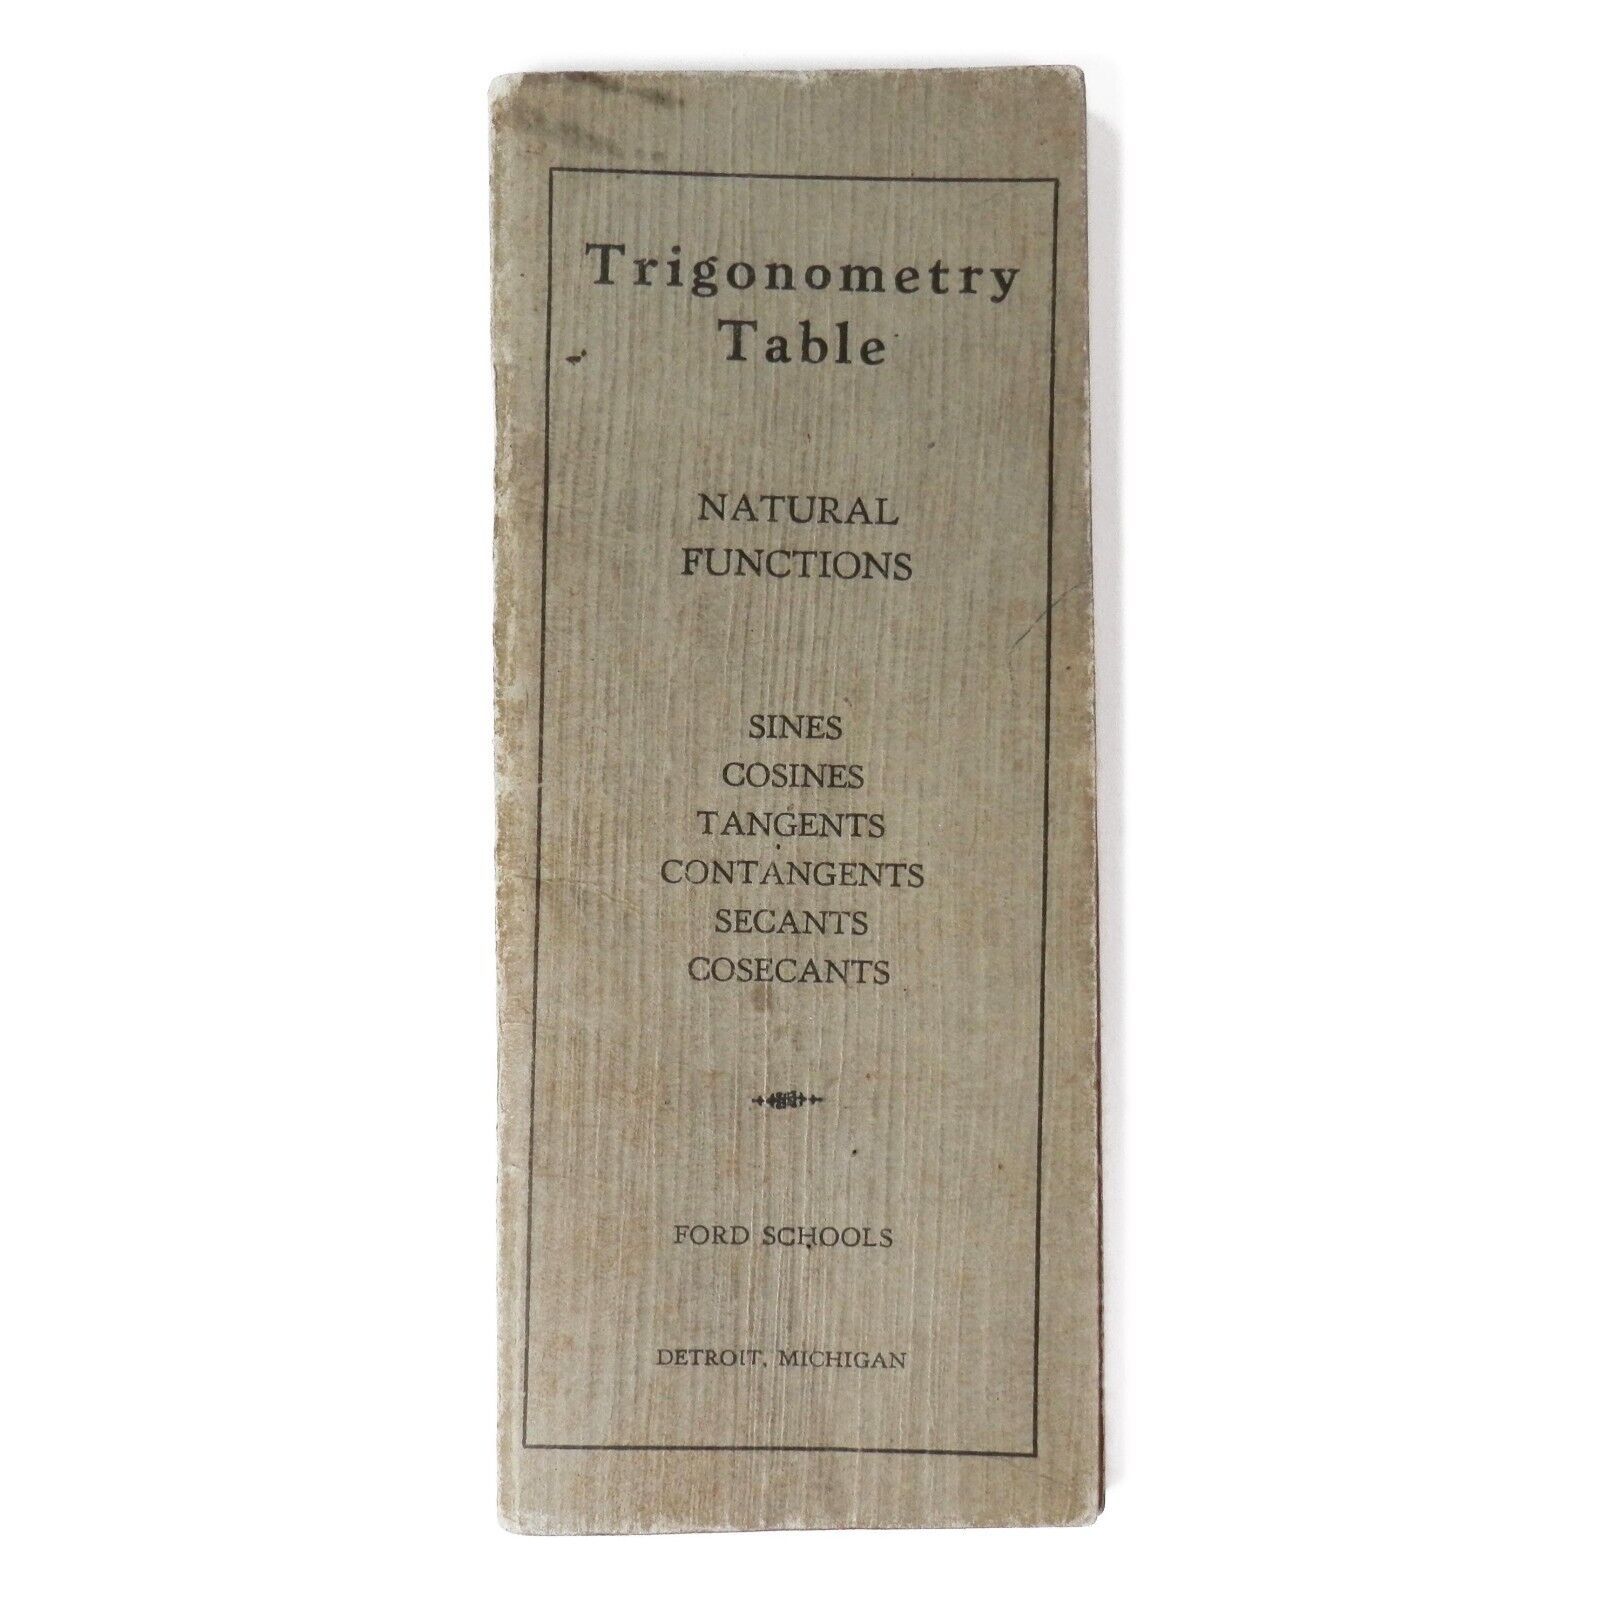 Trigonometry
Table
NATURAL
FUNCTIONS
SINES
COSINES
TANGENTS
CONTANGENTS
SECANTS
COSECANTS
FORD SCHOOLS
DETROIT, MICHIGAN